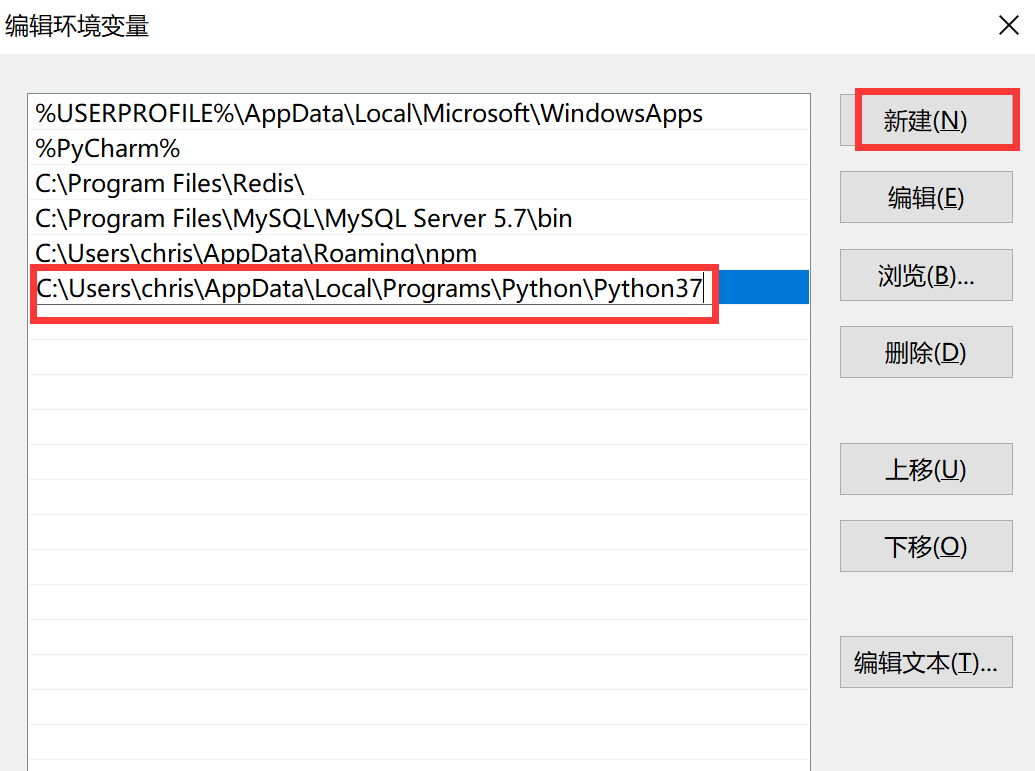 编辑环境变量
%USERPROFILE%\AppData\Local\Microsoft\WindowsApps
%PyCharm%
C:\Program Files\Redis\
C:\Program Files\MySQL\MySQL Server 5.7\bin
C:\Users\chris\AppData\Roaming\npm
C:\Users\chris\AppData\Local\Programs\Python\Python37
新建(N)
编辑(E)
浏览(B)...
删除(D)
上移(U)
下移(O)
编辑文本(T)...